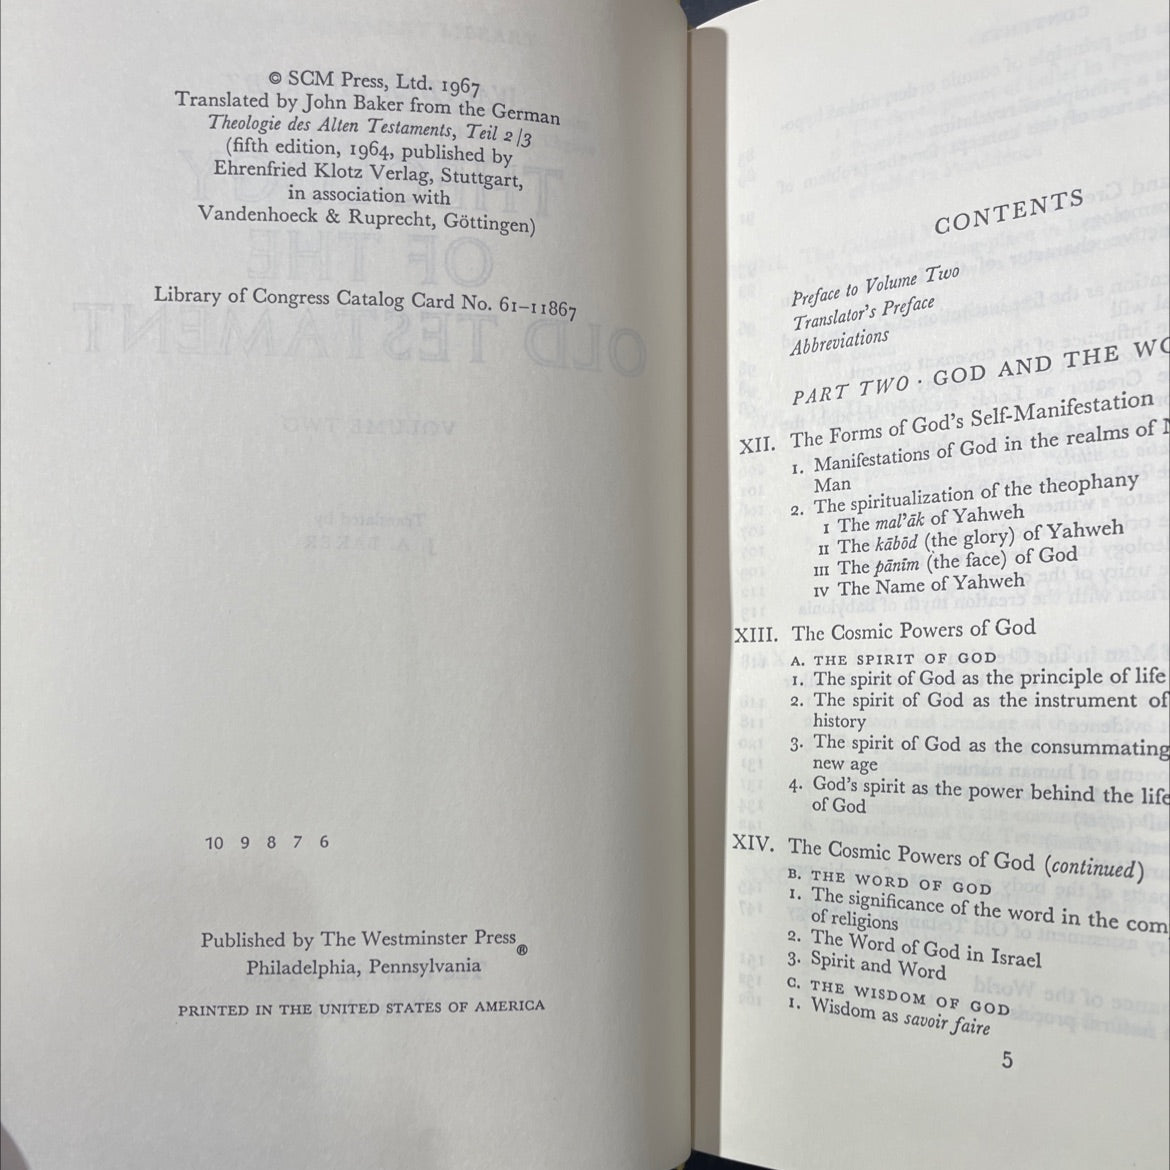 © SCM Press, Ltd. 1967
Translated by John Baker from the German
Theologie des Alten Testaments, Teil 2/3
(fifth edition, 1964, published by
Ehrenfried Klotz Verlag, Stuttgart,
in association with
Vandenhoeck & Ruprecht, Göttingen)
Library of Congress Catalog Card No. 61–11867
10 9 8 7 6
Published by The Westminster Press®
Philadelphia, Pennsylvania
PRINTED IN THE UNITED STATES OF AMERICA
CONTENTS
Preface to Volume Two
Translator's Preface
Abbreviations
PART TWO · GOD AND THE WO
XII. The Forms of God's Self-Manifestation
1. Manifestations of God in the realms of
Man
2. The spiritualization of the theophany
I The mal'āk of Yahweh
II The kābōd (the glory) of Yahweh
III The pānīm (the face) of God
IV The Name of Yahweh
XIII. The Cosmic Powers of God
A. THE SPIRIT OF GOD
1. The spirit of God as the principle of life
2. The spirit of God as the instrument of
history
3. The spirit of God as the consummating
new age
4. God's spirit as the power behind the life
of God
XIV. The Cosmic Powers of God (continued)
B. THE WORD OF GOD
1. The significance of the word in the com
of religions
2. The Word of God in Israel
3. Spirit and Word
C. THE WISDOM OF GOD
1. Wisdom as savoir faire
5